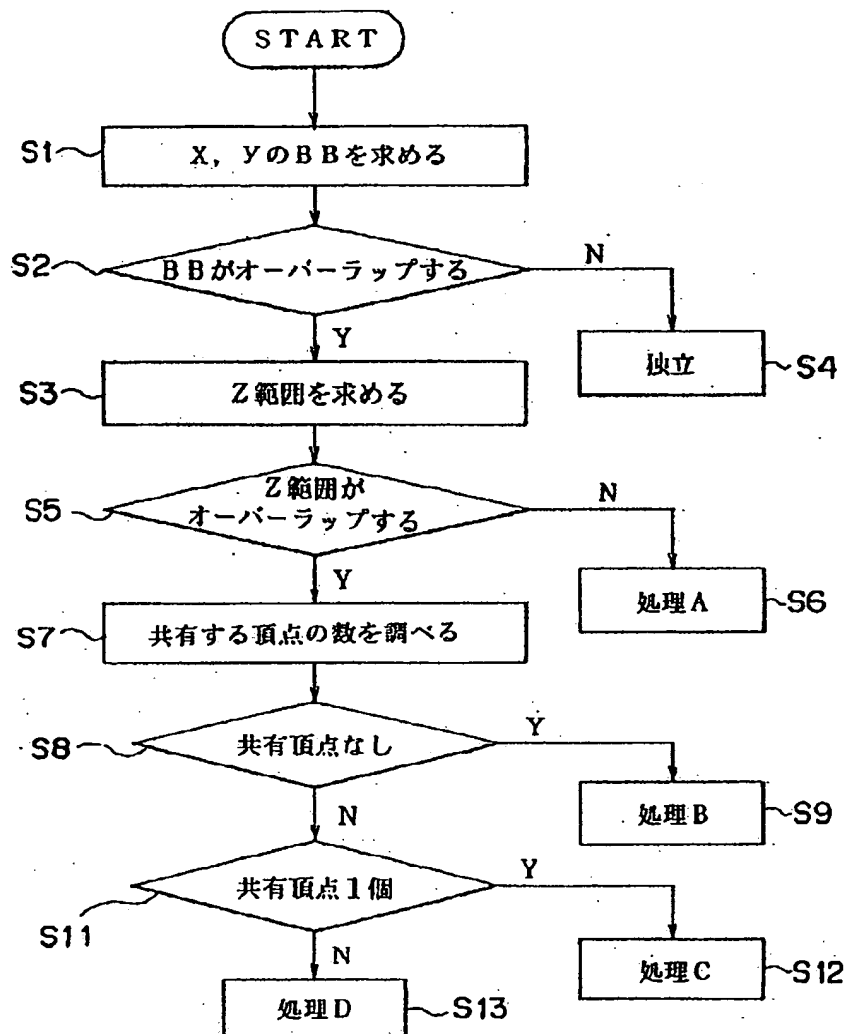 START
S1
X, YのBBを求める
S2
BBがオーバーラップする
N
Y
独立
S4
S3
Z範囲を求める
S5
Z範囲が
オーバーラップする
N
Y
処理A
S6
S7
共有する頂点の数を調べる
S8
共有頂点なし
Y
N
処理B
S9
S11
共有頂点1個
Y
N
処理C
S12
処理D
S13